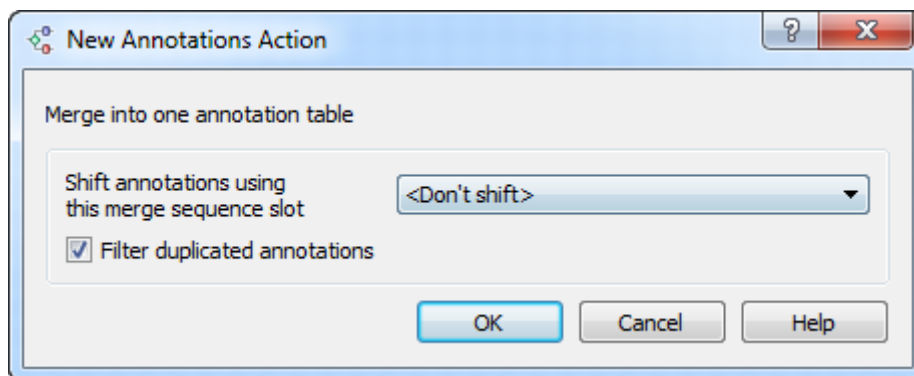 New Annotations Action
?
X
Merge into one annotation table
Shift annotations using
this merge sequence slot
<Don't shift>
Filter duplicated annotations
OK
Cancel
Help